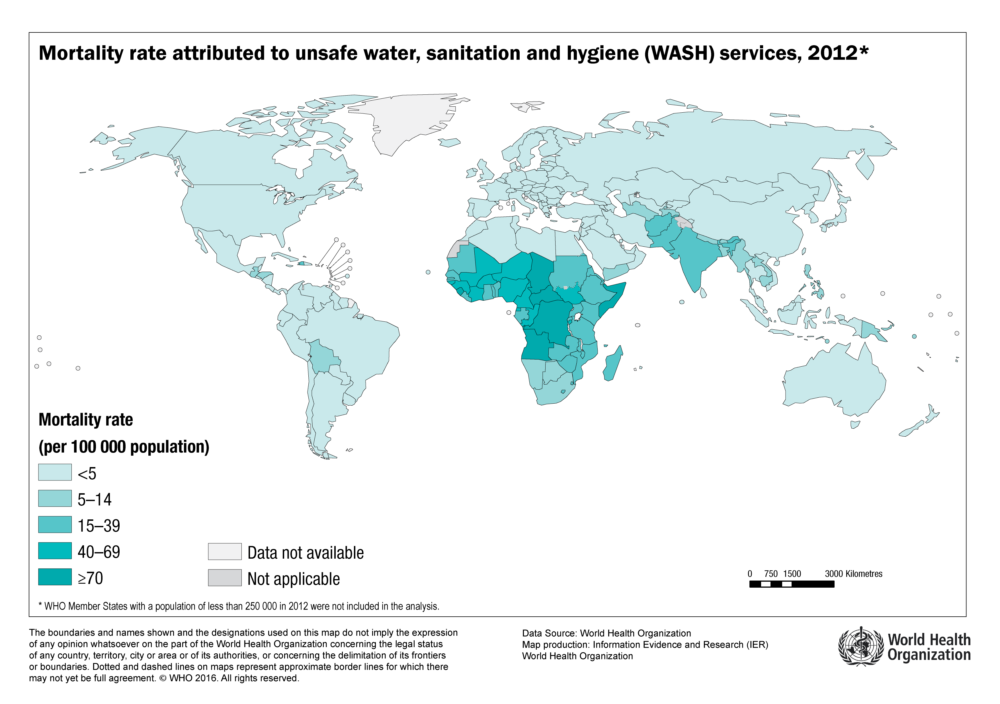 Mortality rate attributed to unsafe water, sanitation and hygiene (WASH) services, 2012*
Mortality rate
(per 100 000 population)
<5
5–14
15–39
40–69
≥70
Data not available
Not applicable
0 750 1500 3000 Kilometres
* WHO Member States with a population of less than 250 000 in 2012 were not included in the analysis.
The boundaries and names shown and the designations used on this map do not imply the expression
of any opinion whatsoever on the part of the World Health Organization concerning the legal status
of any country, territory, city or area or of its authorities, or concerning the delimitation of its frontiers
or boundaries. Dotted and dashed lines on maps represent approximate border lines for which there
may not yet be full agreement. © WHO 2016. All rights reserved.
Data Source: World Health Organization
Map production: Information Evidence and Research (IER)
World Health Organization
World Health
Organization